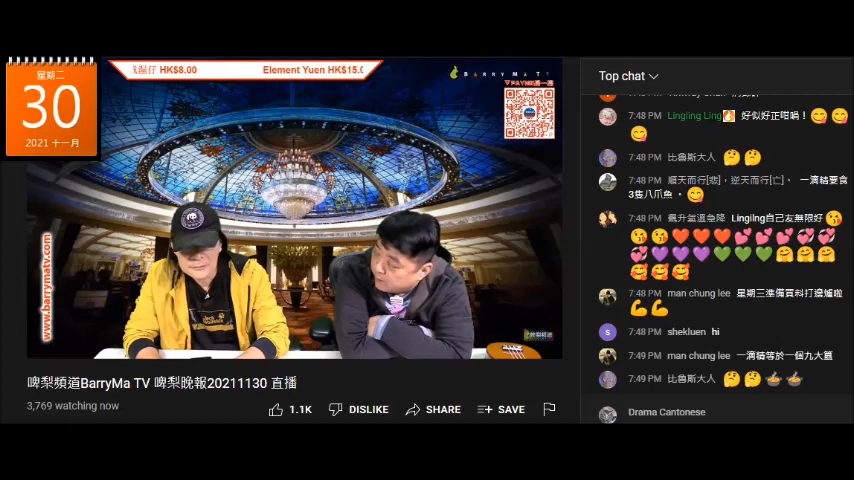 星期二
30
2021 十一月
HK$8.00
Element Yuen HK$15.0
BARRYMATV
www.barrymatv.com
啤梨頻道BarryMa TV 啤梨晚報20211130 直播
3,769 watching now
1.1K
DISLIKE
SHARE
SAVE
Top chat
7:48 PM Lingling Ling 好似好正咁喎！😋😋
😋
7:48 PM 比魯斯大人 🤔🤔
7:48 PM 順天而行[悲]，逆天而行[亡]。 一滴精要食
3隻八爪魚。😋
7:48 PM 飆升氣溫急降 Lingling自己友無限好😘
😘😘❤️❤️❤️💕💕💕💞💞
💞💜💜💜💚💚💚🤗🤗🤗
🥰🥰🥰
7:48 PM man chung lee 星期三準備買料打邊爐啦
💪💪
7:48 PM shekluen hi
7:49 PM man chung lee 一滴精等於一個九大簋
7:49 PM 比魯斯大人 🤔🤔🍲🍲
Drama Cantonese